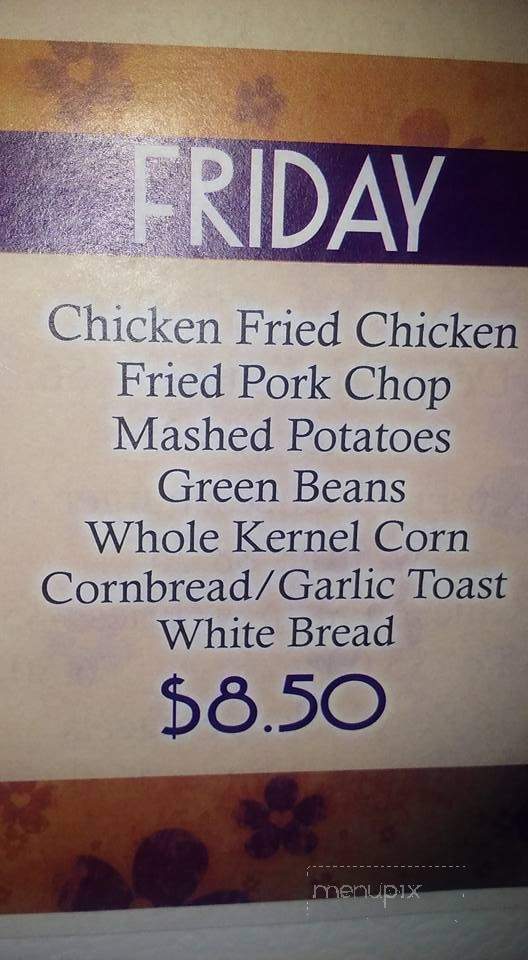 FRIDAY
Chicken Fried Chicken
Fried Pork Chop
Mashed Potatoes
Green Beans
Whole Kernel Corn
Cornbread/Garlic Toast
White Bread
$8.50
menupix